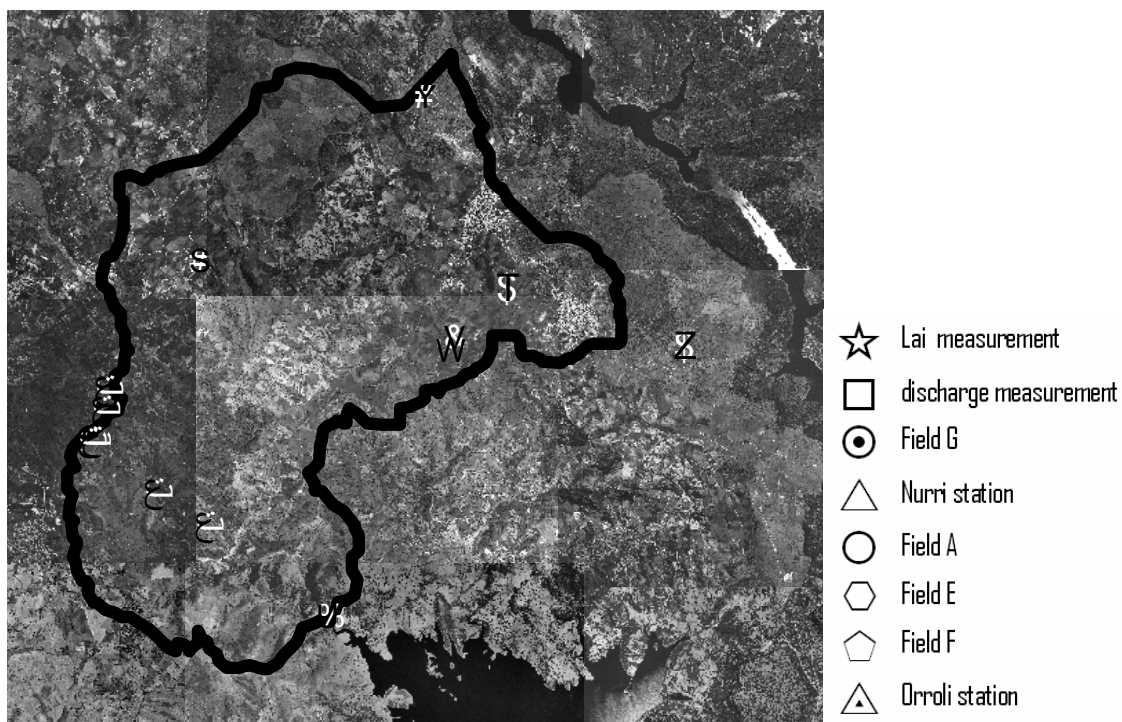 Y
S
T
W
Z
%
Lai measurement
discharge measurement
Field G
Nurri station
Field A
Field E
Field F
Orroli station